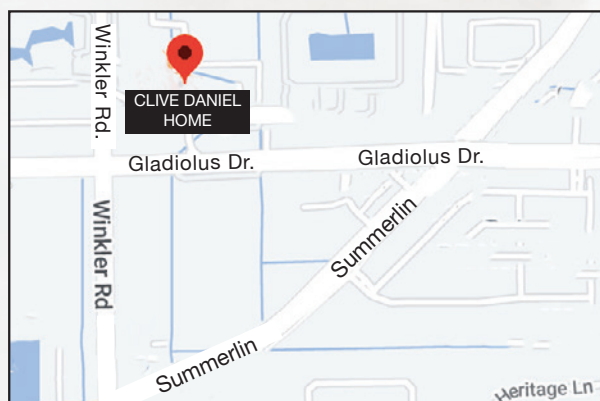 Winkler Rd.
CLIVE DANIEL
HOME
Gladiolus Dr.
Gladiolus Dr.
Winkler Rd
Summerlin
Summerlin
Heritage Ln